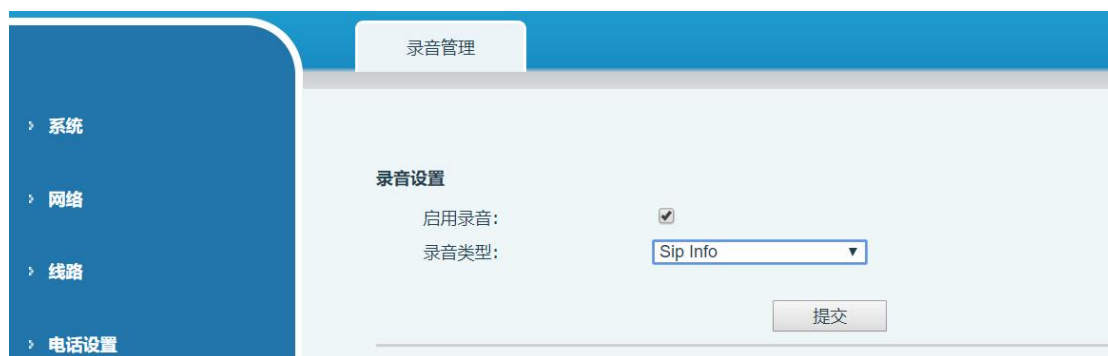 录音管理
系统
网络
线路
电话设置
录音设置
启用录音:
录音类型: Sip Info
提交